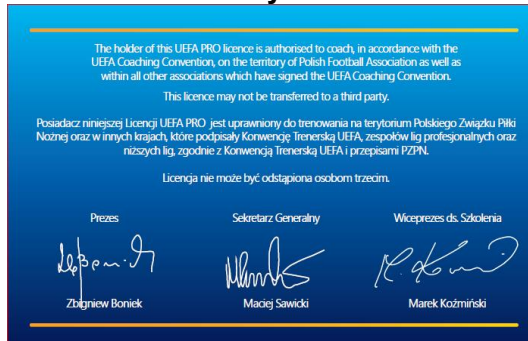 The holder of this UEFA PRO licence is authorised to coach, in accordance with the
UEFA Coaching Convention, on the territory of Polish Football Association as well as
within all other associations which have signed the UEFA Coaching Convention.
This licence may not be transferred to a third party.
Posiadacz niniejszej Licencji UEFA PRO jest uprawniony do trenowania na terytorium Polskiego Związku Piłki
Nożnej oraz w innych krajach, które podpisały Konwencję Trenerską UEFA, zespołów lig profesjonalnych oraz
niższych lig, zgodnie z Konwencją Trenerską UEFA i przepisami PZPN.
Licencja nie może być odstąpiona osobom trzecim.
Prezes Sekretarz Generalny Wiceprezes ds. Szkolenia
Zbigniew Boniek Maciej Sawicki Marek Koźmiński